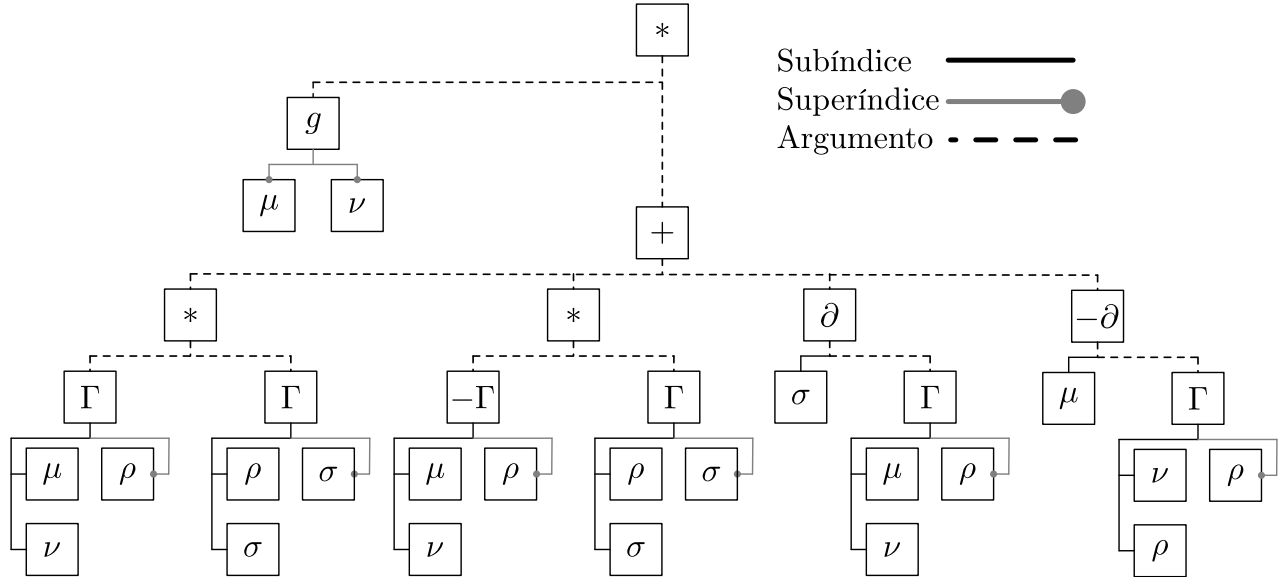 *
Subíndice
Superíndice
Argumento
g
μ ν
+
* * ∂ −∂
Γ Γ −Γ Γ σ Γ μ Γ
μ ρ ρ σ μ ρ ρ σ μ ρ ν ρ
ν σ ν σ ν ρ